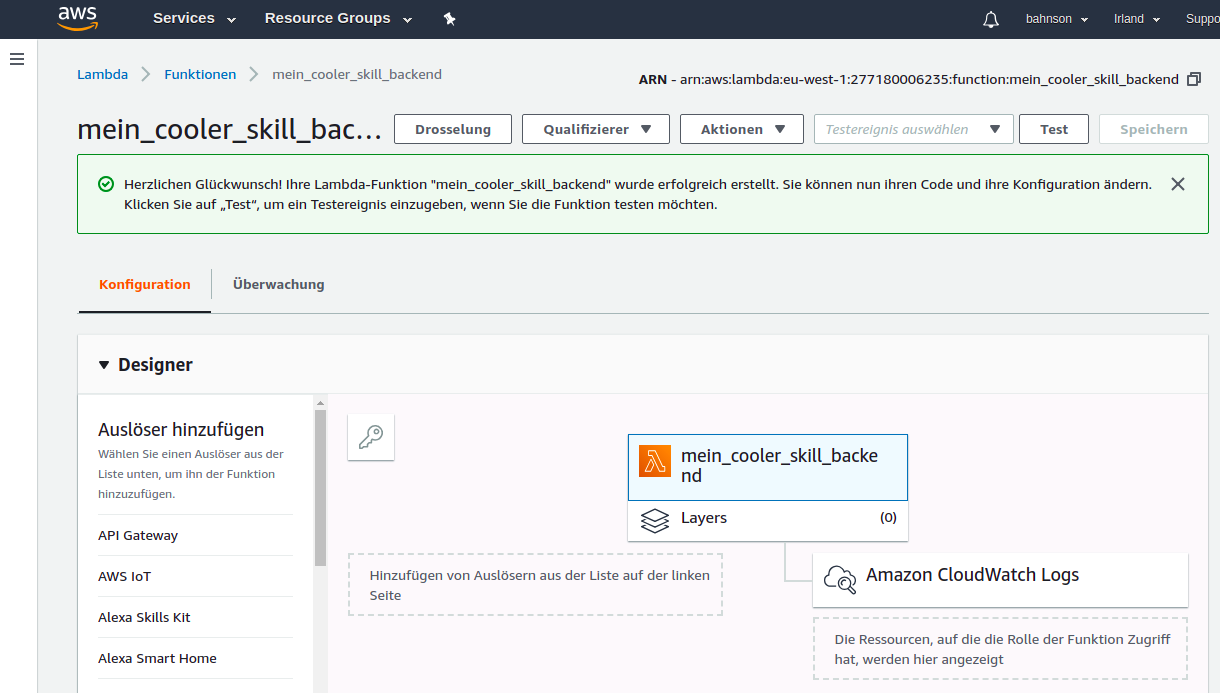 aws Services Resource Groups bahnson Irland Suppo
Lambda Funktionen mein_cooler_skill_backend
ARN - arn:aws:lambda:eu-west-1:277180006235:function:mein_cooler_skill_backend
mein_cooler_skill_bac... Drosselung Qualifizierer Aktionen Testereignis auswählen Test Speichern
Herzlichen Glückwunsch! Ihre Lambda-Funktion "mein_cooler_skill_backend" wurde erfolgreich erstellt. Sie können nun ihren Code und ihre Konfiguration ändern.
Klicken Sie auf „Test“, um ein Testereignis einzugeben, wenn Sie die Funktion testen möchten.
Konfiguration Überwachung
Designer
Auslöser hinzufügen
Wählen Sie einen Auslöser aus der
Liste unten, um ihn der Funktion
hinzuzufügen.
API Gateway
AWS IoT
Alexa Skills Kit
Alexa Smart Home
mein_cooler_skill_backe
nd
Layers (0)
Hinzufügen von Auslösern aus der Liste auf der linken
Seite
Amazon CloudWatch Logs
Die Ressourcen, auf die die Rolle der Funktion Zugriff
hat, werden hier angezeigt